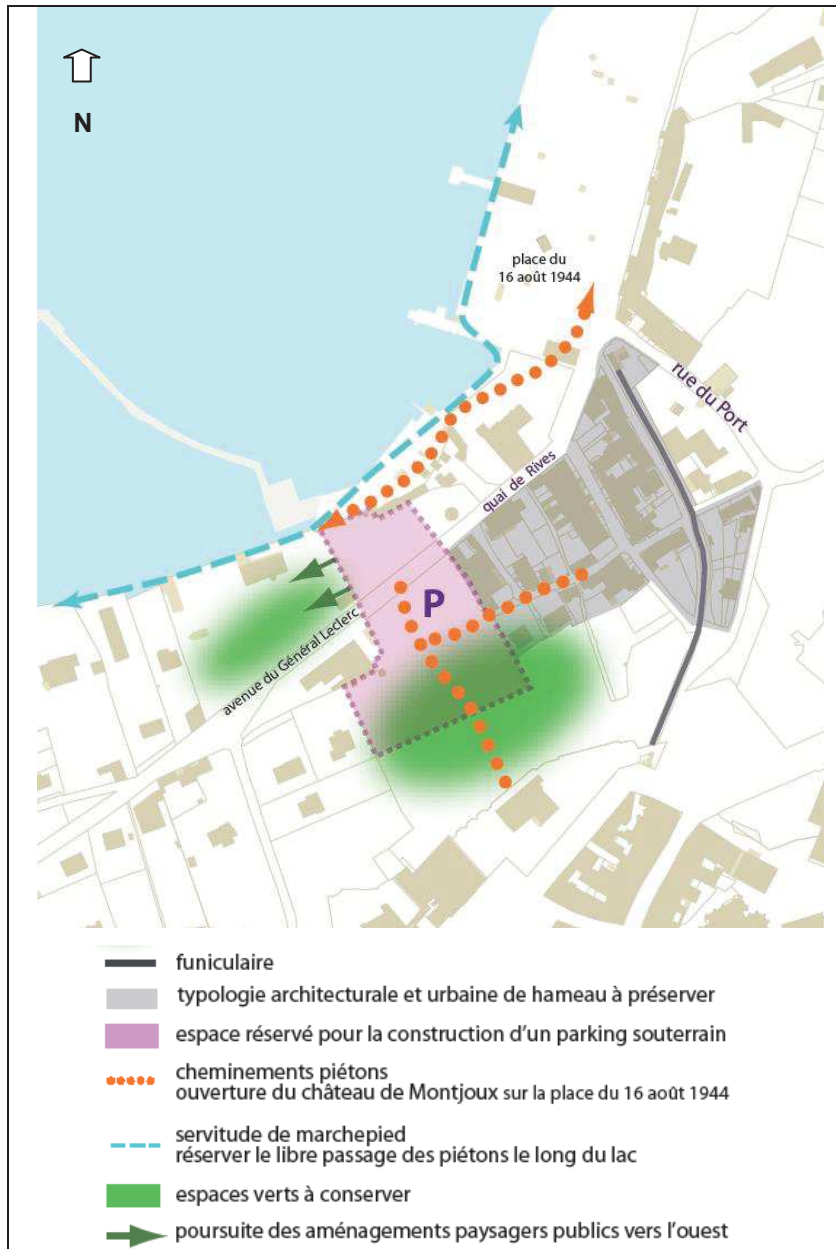 N
place du
16 août 1944
rue du Port
quai de Rives
P
avenue du Général Leclerc
funiculaire
typologie architecturale et urbaine de hameau à préserver
espace réservé pour la construction d'un parking souterrain
cheminements piétons
ouverture du château de Montjoux sur la place du 16 août 1944
servitude de marchepied
réserver le libre passage des piétons le long du lac
espaces verts à conserver
poursuite des aménagements paysagers publics vers l'ouest